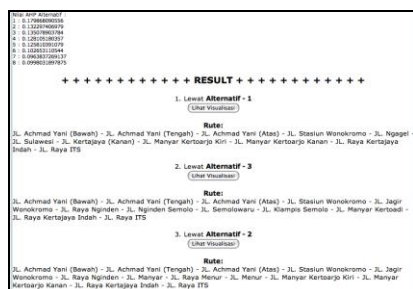 Nilai AHP Alternatif :
1 : 0.179868090556
2 : 0.132297406979
3 : 0.135078903784
4 : 0.128105180357
5 : 0.125810391079
6 : 0.102653110544
7 : 0.0963837269137
8 : 0.0998031897875
+ + + + + + + + + + + + RESULT + + + + + + + + + + + +
1. Lewat Alternatif - 1
Lihat Visualisasi
Rute:
JL. Achmad Yani (Bawah) - JL. Achmad Yani (Tengah) - JL. Achmad Yani (Atas) - JL. Stasiun Wonokromo - JL. Ngagel -
JL. Sulawesi - JL. Kertajaya (Kanan) - JL. Manyar Kertoarjo Kiri - JL. Manyar Kertoarjo Kanan - JL. Raya Kertajaya
Indah - JL. Raya ITS
2. Lewat Alternatif - 3
Lihat Visualisasi
Rute:
JL. Achmad Yani (Bawah) - JL. Achmad Yani (Tengah) - JL. Achmad Yani (Atas) - JL. Stasiun Wonokromo - JL. Jagir
Wonokromo - JL. Raya Nginden - JL. Nginden Semolo - JL. Semolowaru - JL. Klampis Semolo - JL. Manyar Kertoadi -
JL. Raya Kertajaya Indah - JL. Raya ITS
3. Lewat Alternatif - 2
Lihat Visualisasi
Rute:
JL. Achmad Yani (Bawah) - JL. Achmad Yani (Tengah) - JL. Achmad Yani (Atas) - JL. Stasiun Wonokromo - JL. Jagir
Wonokromo - JL. Raya Nginden - JL. Manyar - JL. Raya Menur - JL. Menur - JL. Manyar Kertoarjo Kiri - JL. Manyar
Kertoarjo Kanan - JL. Raya Kertajaya Indah - JL. Raya ITS